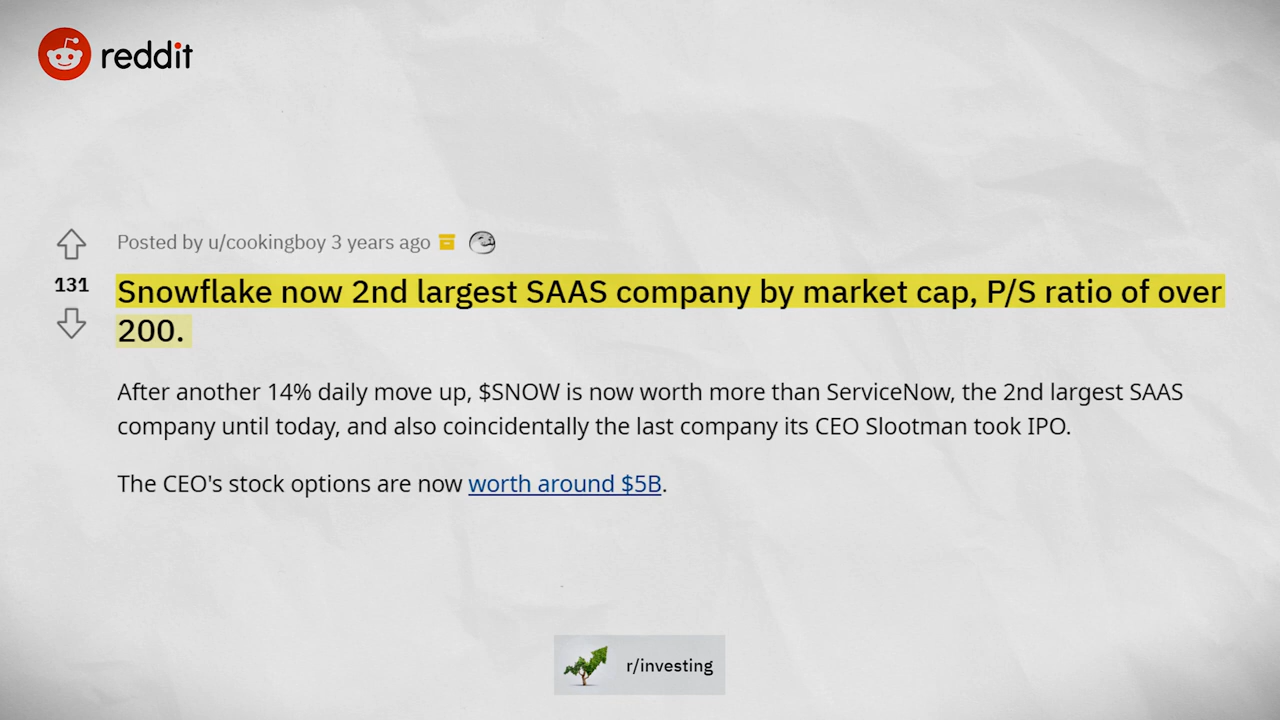 reddit
Posted by u/cookingboy 3 years ago
131
Snowflake now 2nd largest SAAS company by market cap, P/S ratio of over
200.
After another 14% daily move up, $SNOW is now worth more than ServiceNow, the 2nd largest SAAS
company until today, and also coincidentally the last company its CEO Slootman took IPO.
The CEO's stock options are now worth around $5B.
r/investing